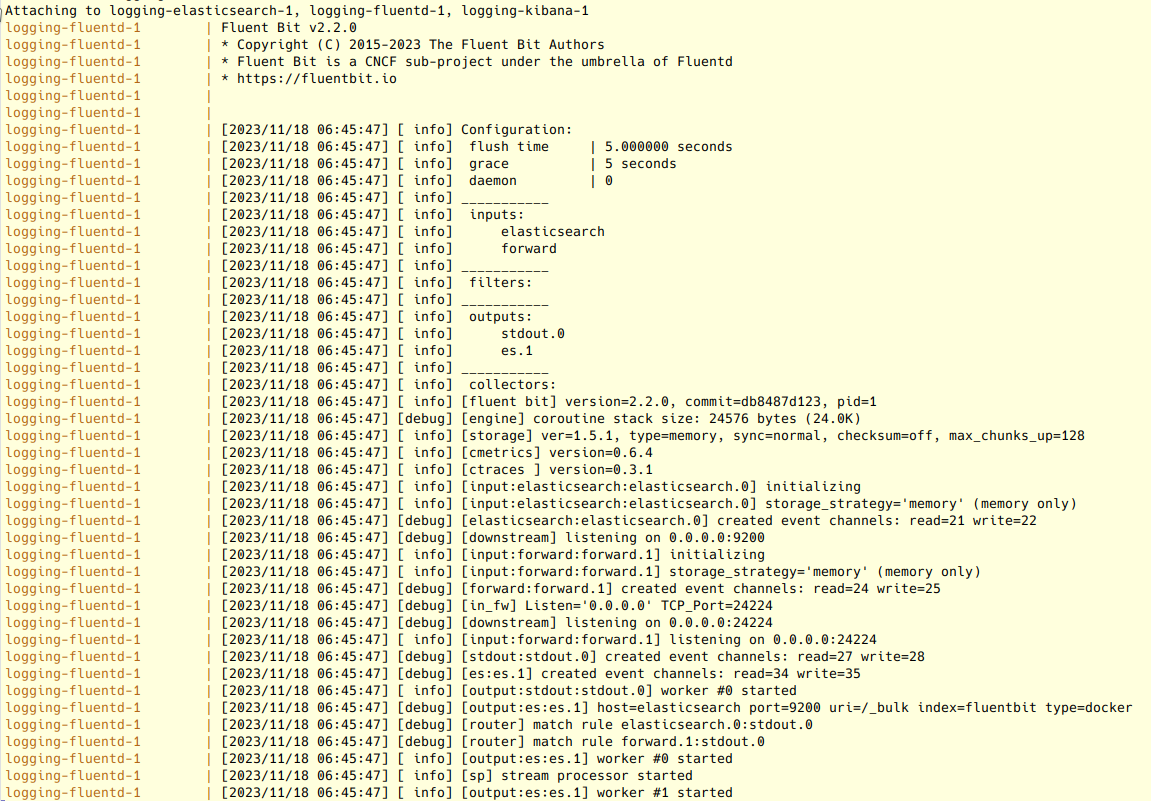 Attaching to logging-elasticsearch-1, logging-fluentd-1, logging-kibana-1
logging-fluentd-1        | Fluent Bit v2.2.0
logging-fluentd-1        | * Copyright (C) 2015-2023 The Fluent Bit Authors
logging-fluentd-1        | * Fluent Bit is a CNCF sub-project under the umbrella of Fluentd
logging-fluentd-1        | * https://fluentbit.io
logging-fluentd-1        |
logging-fluentd-1        |
logging-fluentd-1        | [2023/11/18 06:45:47] [ info] Configuration:
logging-fluentd-1        | [2023/11/18 06:45:47] [ info]  flush time     | 5.000000 seconds
logging-fluentd-1        | [2023/11/18 06:45:47] [ info]  grace          | 5 seconds
logging-fluentd-1        | [2023/11/18 06:45:47] [ info]  daemon         | 0
logging-fluentd-1        | [2023/11/18 06:45:47] [ info] ___________
logging-fluentd-1        | [2023/11/18 06:45:47] [ info]  inputs:
logging-fluentd-1        | [2023/11/18 06:45:47] [ info]      elasticsearch
logging-fluentd-1        | [2023/11/18 06:45:47] [ info]      forward
logging-fluentd-1        | [2023/11/18 06:45:47] [ info] ___________
logging-fluentd-1        | [2023/11/18 06:45:47] [ info]  filters:
logging-fluentd-1        | [2023/11/18 06:45:47] [ info] ___________
logging-fluentd-1        | [2023/11/18 06:45:47] [ info]  outputs:
logging-fluentd-1        | [2023/11/18 06:45:47] [ info]      stdout.0
logging-fluentd-1        | [2023/11/18 06:45:47] [ info]      es.1
logging-fluentd-1        | [2023/11/18 06:45:47] [ info] ___________
logging-fluentd-1        | [2023/11/18 06:45:47] [ info]  collectors:
logging-fluentd-1        | [2023/11/18 06:45:47] [ info] [fluent bit] version=2.2.0, commit=db8487d123, pid=1
logging-fluentd-1        | [2023/11/18 06:45:47] [debug] [engine] coroutine stack size: 24576 bytes (24.0K)
logging-fluentd-1        | [2023/11/18 06:45:47] [ info] [storage] ver=1.5.1, type=memory, sync=normal, checksum=off, max_chunks_up=128
logging-fluentd-1        | [2023/11/18 06:45:47] [ info] [cmetrics] version=0.6.4
logging-fluentd-1        | [2023/11/18 06:45:47] [ info] [ctraces ] version=0.3.1
logging-fluentd-1        | [2023/11/18 06:45:47] [ info] [input:elasticsearch:elasticsearch.0] initializing
logging-fluentd-1        | [2023/11/18 06:45:47] [ info] [input:elasticsearch:elasticsearch.0] storage_strategy='memory' (memory only)
logging-fluentd-1        | [2023/11/18 06:45:47] [debug] [elasticsearch:elasticsearch.0] created event channels: read=21 write=22
logging-fluentd-1        | [2023/11/18 06:45:47] [debug] [downstream] listening on 0.0.0.0:9200
logging-fluentd-1        | [2023/11/18 06:45:47] [ info] [input:forward:forward.1] initializing
logging-fluentd-1        | [2023/11/18 06:45:47] [ info] [input:forward:forward.1] storage_strategy='memory' (memory only)
logging-fluentd-1        | [2023/11/18 06:45:47] [debug] [forward:forward.1] created event channels: read=24 write=25
logging-fluentd-1        | [2023/11/18 06:45:47] [debug] [in_fw] Listen='0.0.0.0' TCP_Port=24224
logging-fluentd-1        | [2023/11/18 06:45:47] [debug] [downstream] listening on 0.0.0.0:24224
logging-fluentd-1        | [2023/11/18 06:45:47] [ info] [input:forward:forward.1] listening on 0.0.0.0:24224
logging-fluentd-1        | [2023/11/18 06:45:47] [debug] [stdout:stdout.0] created event channels: read=27 write=28
logging-fluentd-1        | [2023/11/18 06:45:47] [debug] [es:es.1] created event channels: read=34 write=35
logging-fluentd-1        | [2023/11/18 06:45:47] [ info] [output:stdout:stdout.0] worker #0 started
logging-fluentd-1        | [2023/11/18 06:45:47] [debug] [output:es:es.1] host=elasticsearch port=9200 uri=/_bulk index=fluentbit type=docker
logging-fluentd-1        | [2023/11/18 06:45:47] [debug] [router] match rule elasticsearch.0:stdout.0
logging-fluentd-1        | [2023/11/18 06:45:47] [debug] [router] match rule forward.1:stdout.0
logging-fluentd-1        | [2023/11/18 06:45:47] [ info] [output:es:es.1] worker #0 started
logging-fluentd-1        | [2023/11/18 06:45:47] [ info] [sp] stream processor started
logging-fluentd-1        | [2023/11/18 06:45:47] [ info] [output:es:es.1] worker #1 started